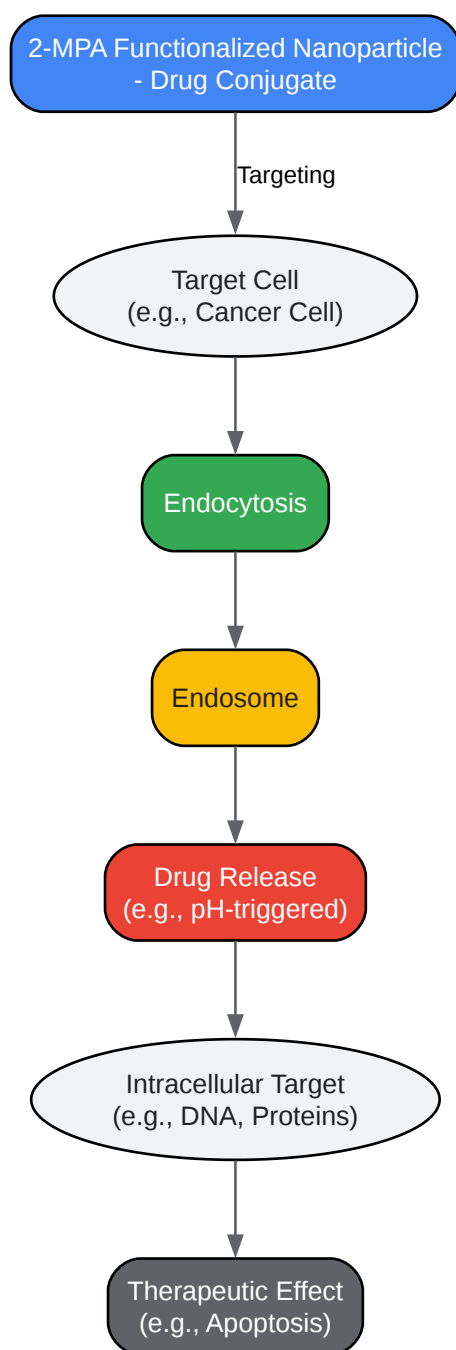 2-MPA Functionalized Nanoparticle
- Drug Conjugate
Targeting
Target Cell
(e.g., Cancer Cell)
Endocytosis
Endosome
Drug Release
(e.g., pH-triggered)
Intracellular Target
(e.g., DNA, Proteins)
Therapeutic Effect
(e.g., Apoptosis)